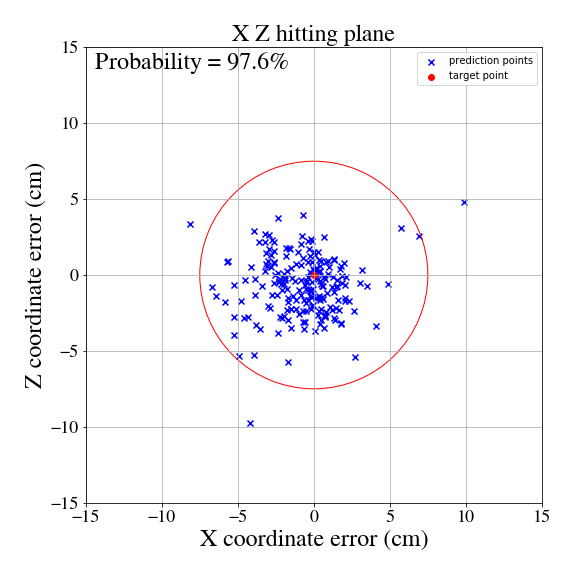 X Z hitting plane
Probability = 97.6%
prediction points
target point
15
10
5
0
−5
−10
−15
Z coordinate error (cm)
−15
−10
−5
0
5
10
15
X coordinate error (cm)